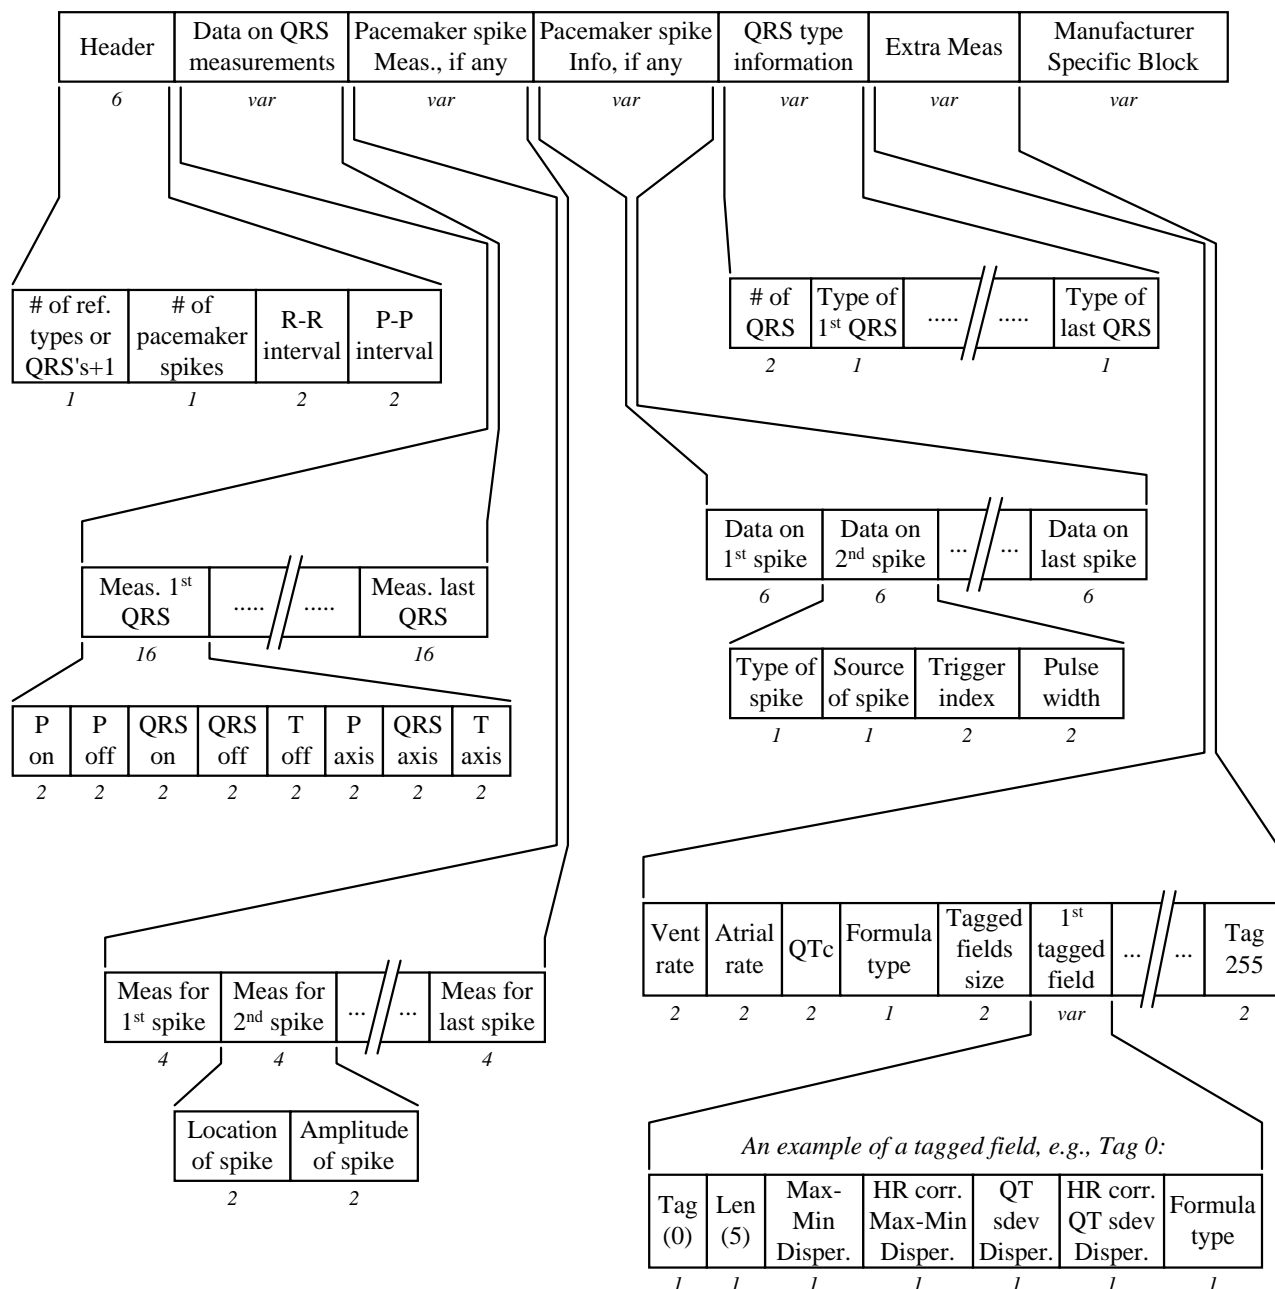 Header
Data on QRS
measurements
Pacemaker spike
Meas., if any
Pacemaker spike
Info, if any
QRS type
information
Extra Meas
Manufacturer
Specific Block
6
var
var
var
var
var
var
# of ref.
types or
QRS's+1
# of
pacemaker
spikes
R-R
interval
P-P
interval
1
1
2
2
# of
QRS
Type of
1st QRS
.....
.....
Type of
last QRS
2
1
1
Meas. 1st
QRS
.....
.....
Meas. last
QRS
16
16
Data on
1st spike
Data on
2nd spike
...
...
Data on
last spike
6
6
6
Type of
spike
Source
of spike
Trigger
index
Pulse
width
1
1
2
2
P
on
P
off
QRS
on
QRS
off
T
off
P
axis
QRS
axis
T
axis
2
2
2
2
2
2
2
2
Meas for
1st spike
Meas for
2nd spike
...
...
Meas for
last spike
4
4
4
Location
of spike
Amplitude
of spike
2
2
Vent
rate
Atrial
rate
QTc
Formula
type
Tagged
fields
size
1st
tagged
field
...
...
Tag
255
2
2
2
1
2
var
2
An example of a tagged field, e.g., Tag 0:
Tag
(0)
Len
(5)
Max-
Min
Disper.
HR corr.
Max-Min
Disper.
QT
sdev
Disper.
HR corr.
QT sdev
Disper.
Formula
type
1
1
1
1
1
1
1